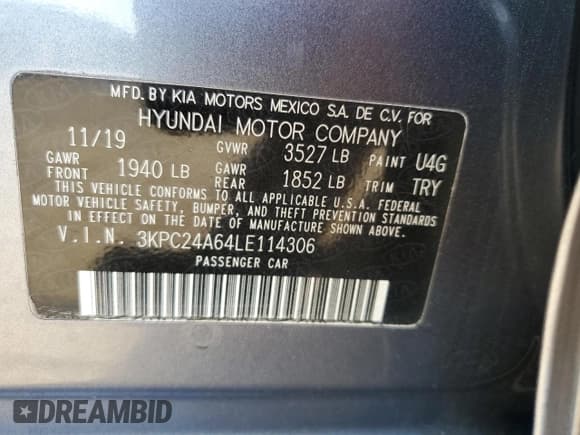 MFD. BY KIA MOTORS MEXICO S.A. DE C.V. FOR
HYUNDAI MOTOR COMPANY
11/19 GVWR 3527 LB PAINT U4G
GAWR FRONT 1940 LB GAWR REAR 1852 LB TRIM TRY
THIS VEHICLE CONFORMS TO ALL APPLICABLE U.S.A. FEDERAL
MOTOR VEHICLE SAFETY, BUMPER, AND THEFT PREVENTION STANDARDS
IN EFFECT ON THE DATE OF MANUFACTURE SHOWN ABOVE.
V.I.N. 3KPC24A64LE114306
PASSENGER CAR
DREAMBID